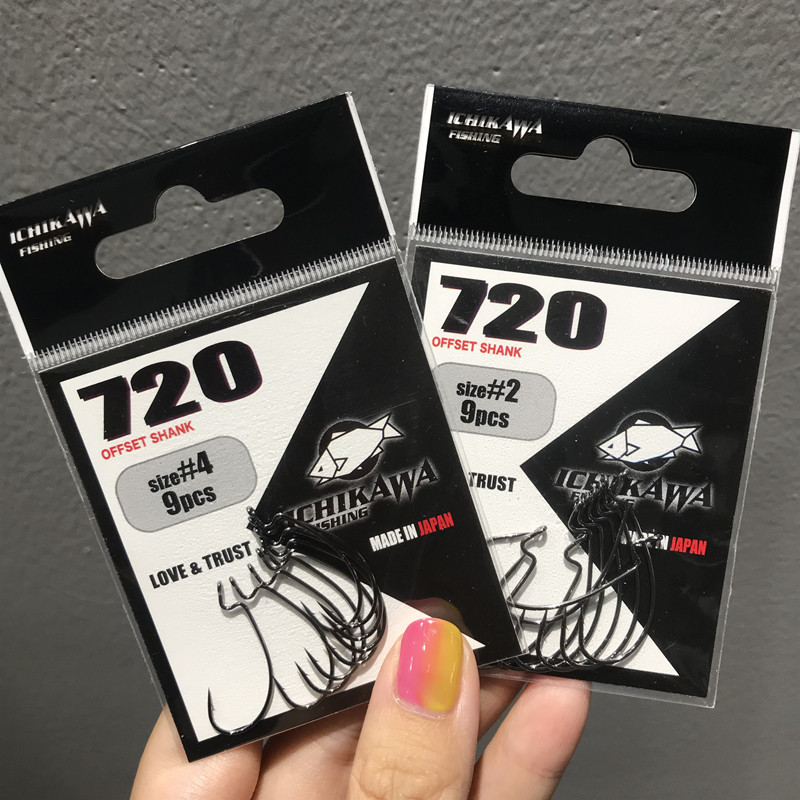 ICHIKAWA
FISHING
720
OFFSET SHANK
size#4
9pcs
ICHIKAWA
FISHING
MADE IN JAPAN
LOVE & TRUST
ICHIKAWA
FISHING
720
OFFSET SHANK
size#2
9pcs
TRUST
ICHIKAWA
JAPAN